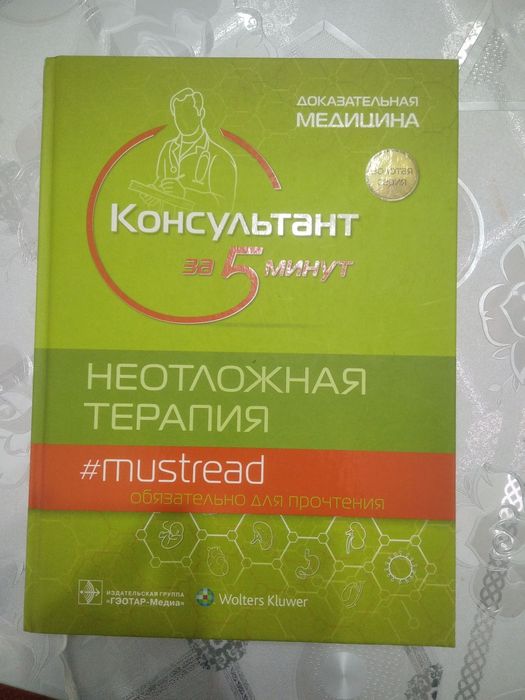 ДОКАЗАТЕЛЬНАЯ
МЕДИЦИНА
Консультант
за 5 минут
НЕОТЛОЖНАЯ
ТЕРАПИЯ
#mustread
обязательно для прочтения
ИЗДАТЕЛЬСКАЯ ГРУППА
«ГЭОТАР-Медиа»
Wolters Kluwer